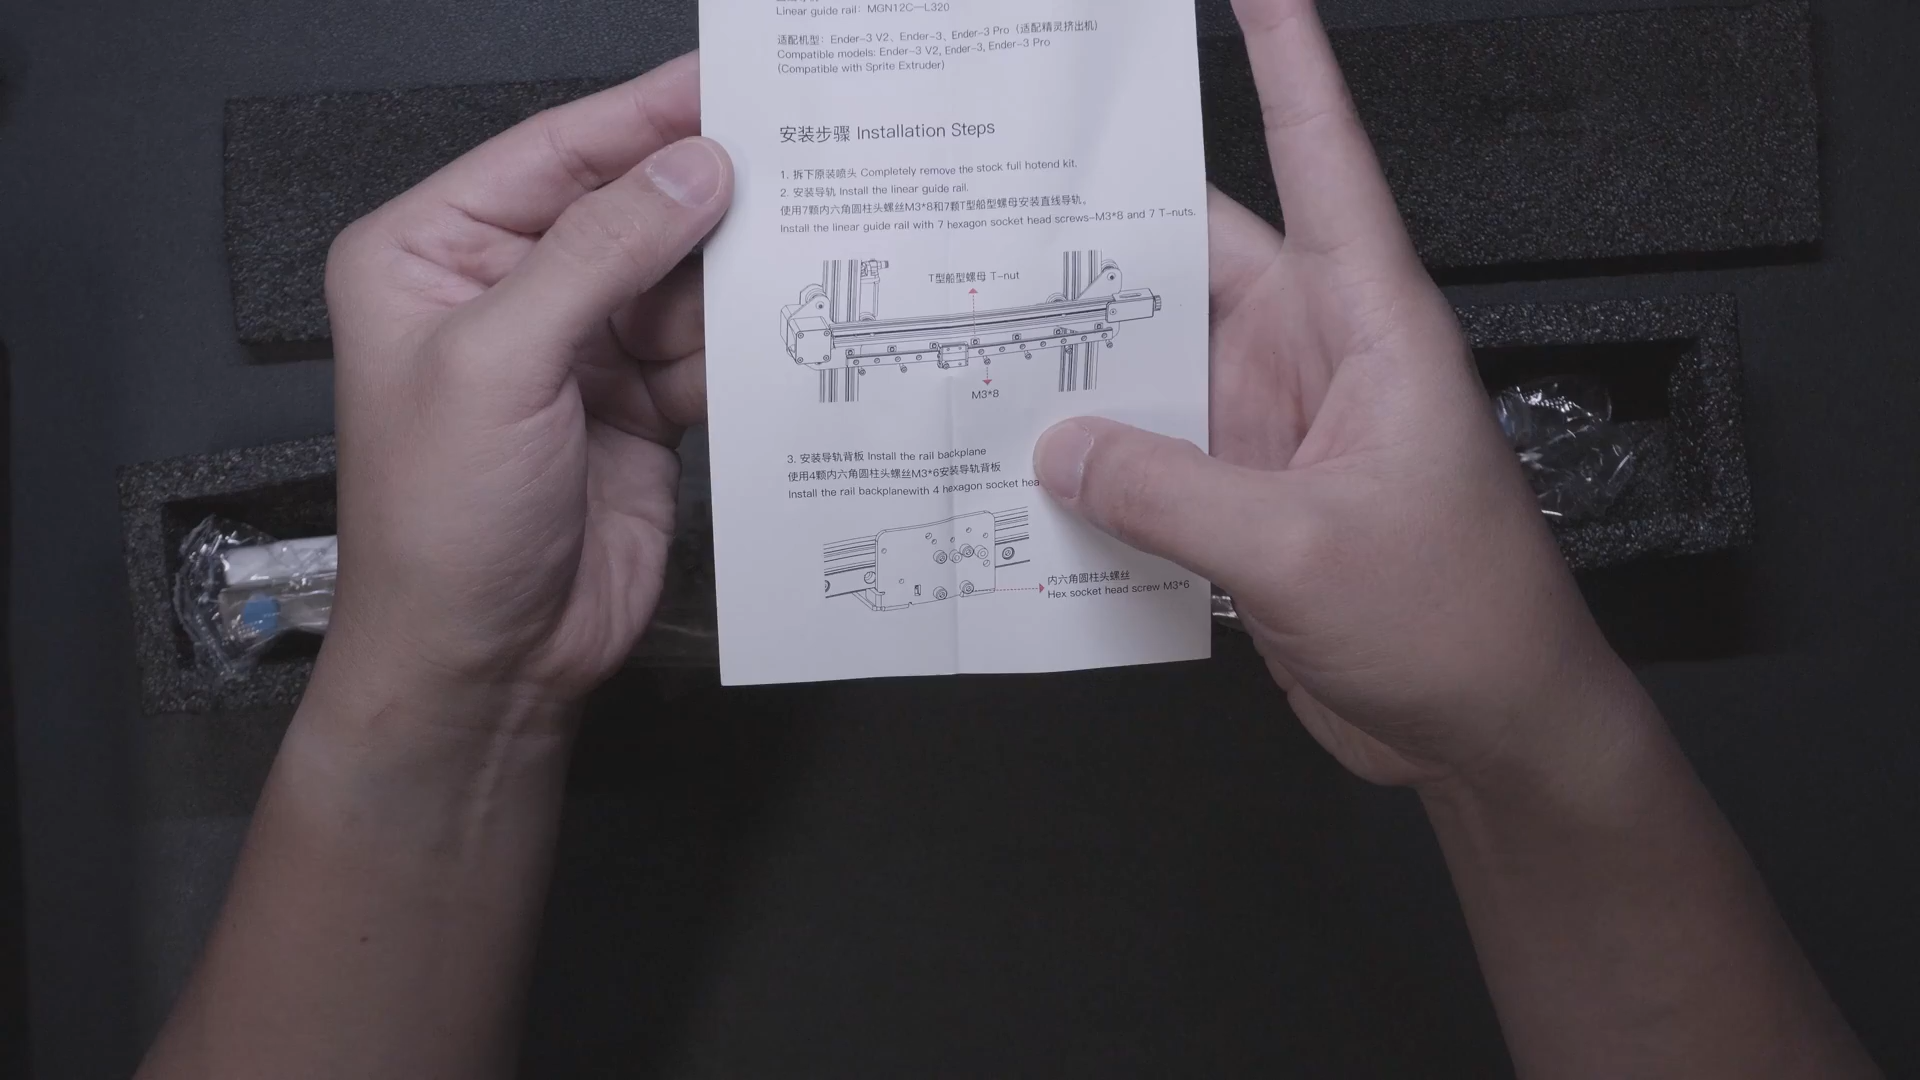 Linear guide rail: MGN12C—L320
适配机型：Ender-3 V2、Ender-3、Ender-3 Pro（适配精灵挤出机）
Compatible models: Ender-3 V2, Ender-3, Ender-3 Pro
(Compatible with Sprite Extruder)
安装步骤 Installation Steps
1. 拆下原装喷头 Completely remove the stock full hotend kit.
2. 安装导轨 Install the linear guide rail.
使用7颗内六角圆柱头螺丝M3*8和7颗T型船型螺母安装直线导轨。
Install the linear guide rail with 7 hexagon socket head screws-M3*8 and 7 T-nuts.
T型船型螺母 T-nut
M3*8
3. 安装导轨背板 Install the rail backplane
使用4颗内六角圆柱头螺丝M3*6安装导轨背板
Install the rail backplanewith 4 hexagon socket hea
内六角圆柱头螺丝
Hex socket head screw M3*6